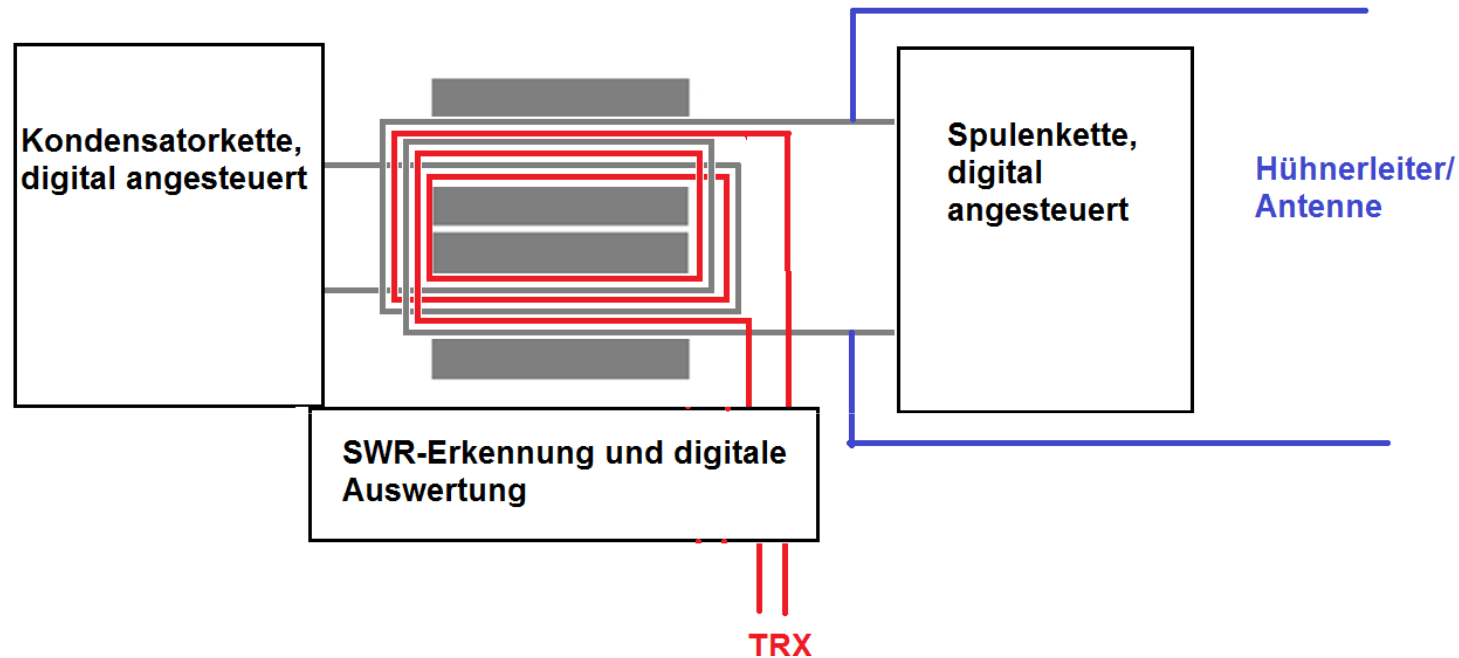 Kondensatorkette,
digital angesteuert
Spulenkette,
digital
angesteuert
Hühnerleiter/
Antenne
SWR-Erkennung und digitale
Auswertung
TRX